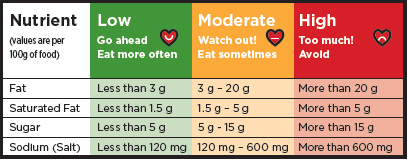 Nutrient Low Moderate High
(values are per Go ahead Watch out! Too much!
100g of food) Eat more often Eat sometimes Avoid
Fat Less than 3 g 3 g – 20 g More than 20 g
Saturated Fat Less than 1.5 g 1.5 g – 5 g More than 5 g
Sugar Less than 5 g 5 g - 15 g More than 15 g
Sodium (Salt) Less than 120 mg 120 mg – 600 mg More than 600 mg